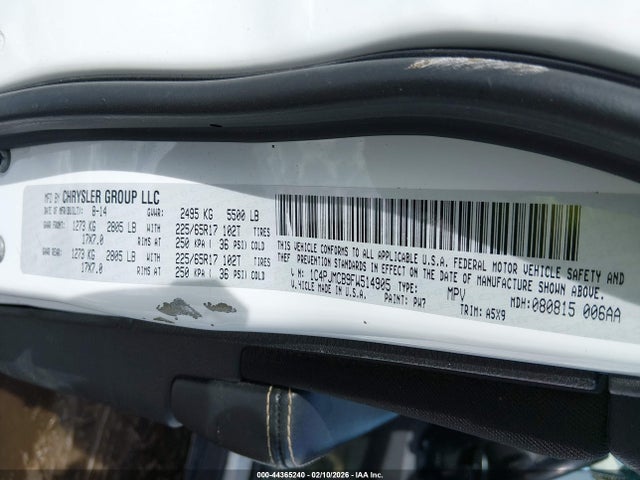 MFD BY CHRYSLER GROUP LLC
DATE OF MFR 8-14 GVWR: 2495 KG 5500 LB
GAWR FRONT: 1273 KG 2805 LB WITH 225/65R17 102T TIRES
17X7.0 RIMS AT 250 KPA / 36 PSI COLD
GAWR REAR: 1273 KG 2805 LB WITH 225/65R17 102T TIRES
17X7.0 RIMS AT 250 KPA / 36 PSI COLD
THIS VEHICLE CONFORMS TO ALL APPLICABLE U.S.A. FEDERAL MOTOR VEHICLE SAFETY AND
THEFT PREVENTION STANDARDS IN EFFECT ON THE DATE OF MANUFACTURE SHOWN ABOVE.
1C4PJMCB9FW514905 TYPE: MPV MDH: 080815 006AA
VEHICLE MADE IN U.S.A. PAINT: PW7 TRIM: A5X9
000-44365240 - 02/10/2026 - IAA Inc.